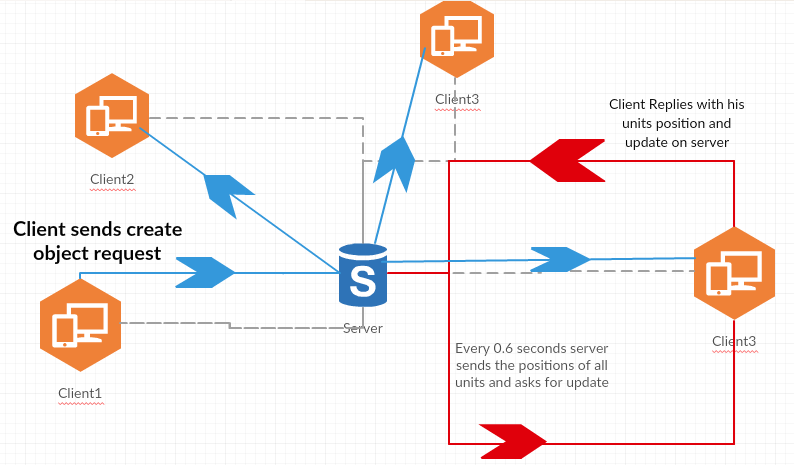 Client3
Client Replies with his
units position and
update on server
Client2
Client sends create
object request
S
Server
Client1
Client3
Every 0.6 seconds server
sends the positions of all
units and asks for update